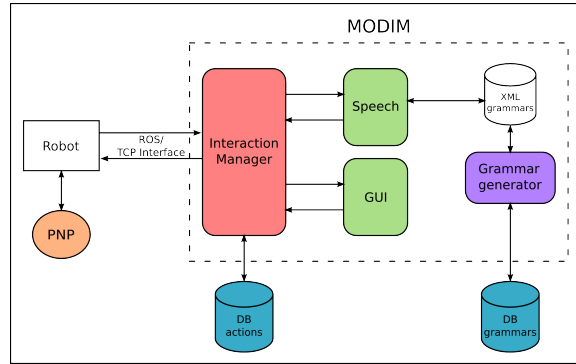 MODIM
Robot
ROS/
TCP Interface
Interaction
Manager
Speech
GUI
XML
grammars
Grammar
generator
PNP
DB
actions
DB
grammars